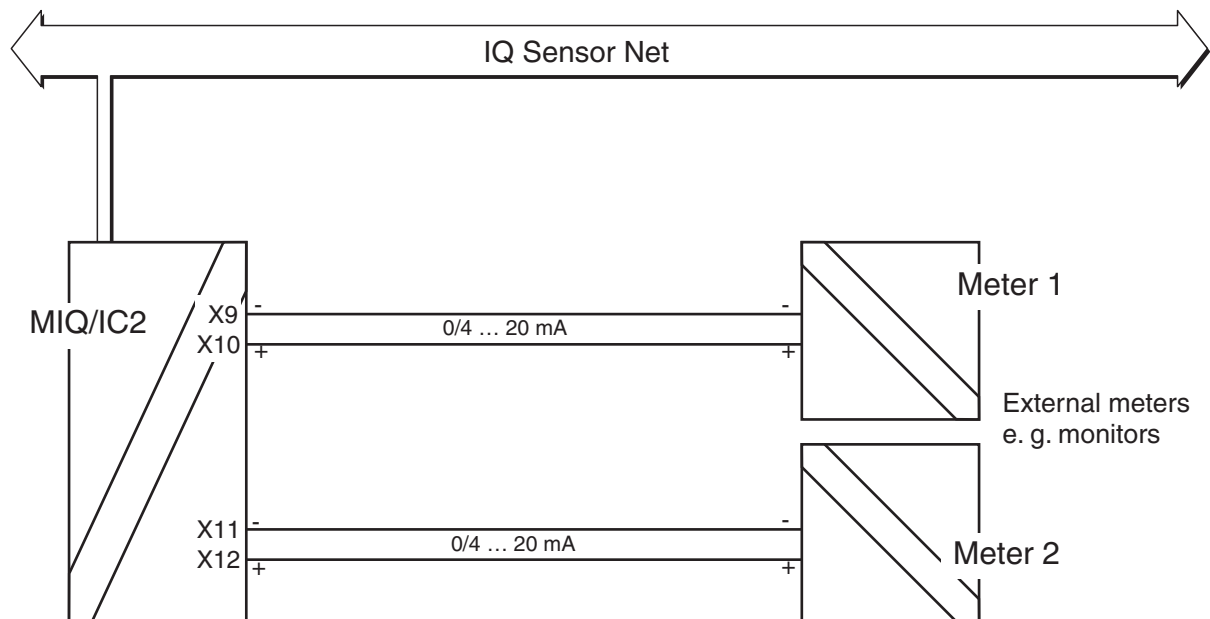 IQ Sensor Net
MIQ/IC2
X9
-
-
0/4 … 20 mA
X10
+
+
Meter 1
External meters
e. g. monitors
X11
-
-
0/4 … 20 mA
X12
+
+
Meter 2